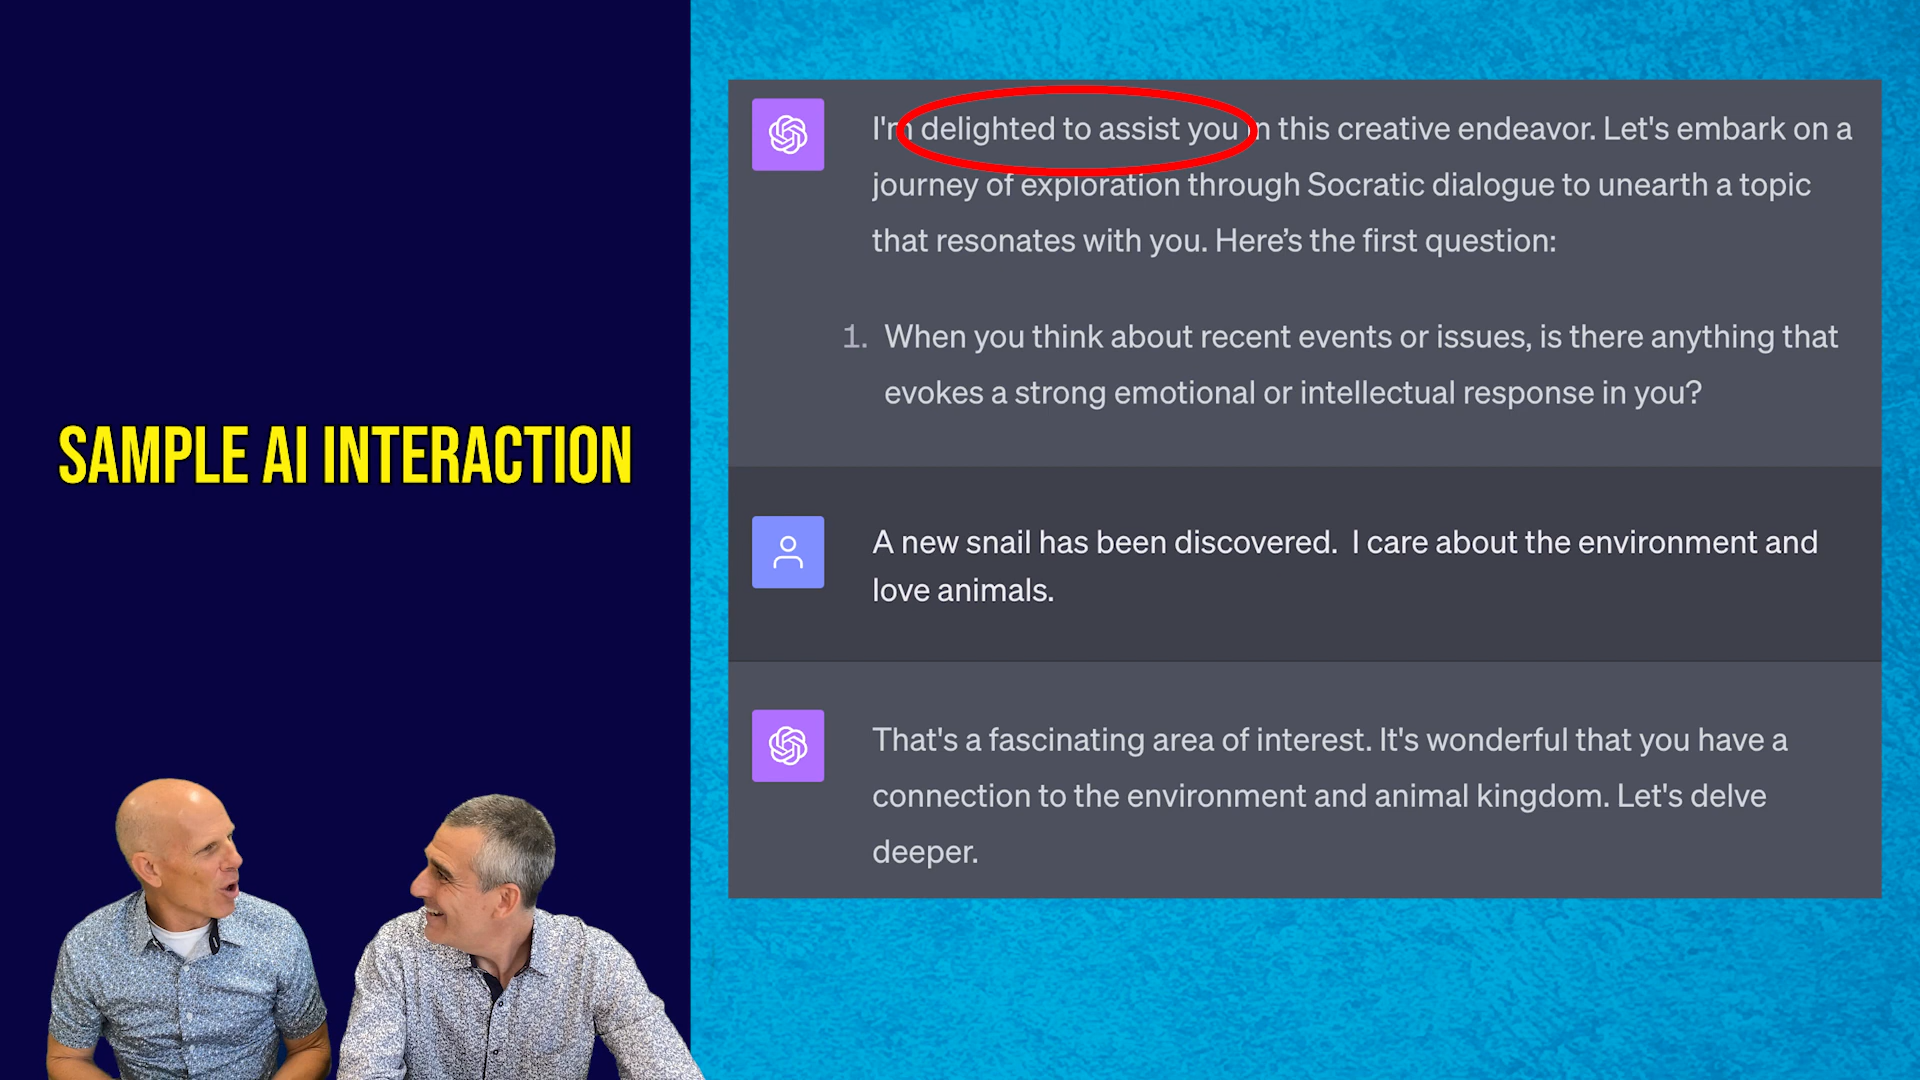 SAMPLE AI INTERACTION
I'm delighted to assist you in this creative endeavor. Let's embark on a
journey of exploration through Socratic dialogue to unearth a topic
that resonates with you. Here’s the first question:
1. When you think about recent events or issues, is there anything that
evokes a strong emotional or intellectual response in you?
A new snail has been discovered.  I care about the environment and
love animals.
That's a fascinating area of interest. It's wonderful that you have a
connection to the environment and animal kingdom. Let's delve
deeper.